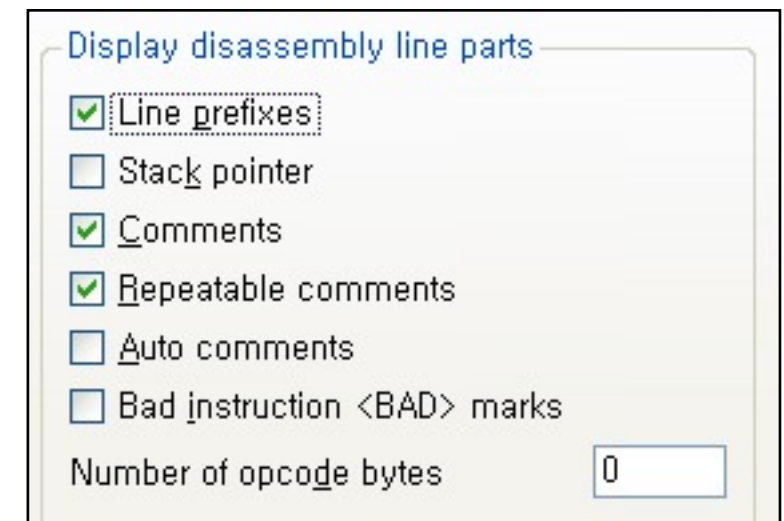 Display disassembly line parts
Line prefixes
Stack pointer
Comments
Repeatable comments
Auto comments
Bad instruction <BAD> marks
Number of opcode bytes 0